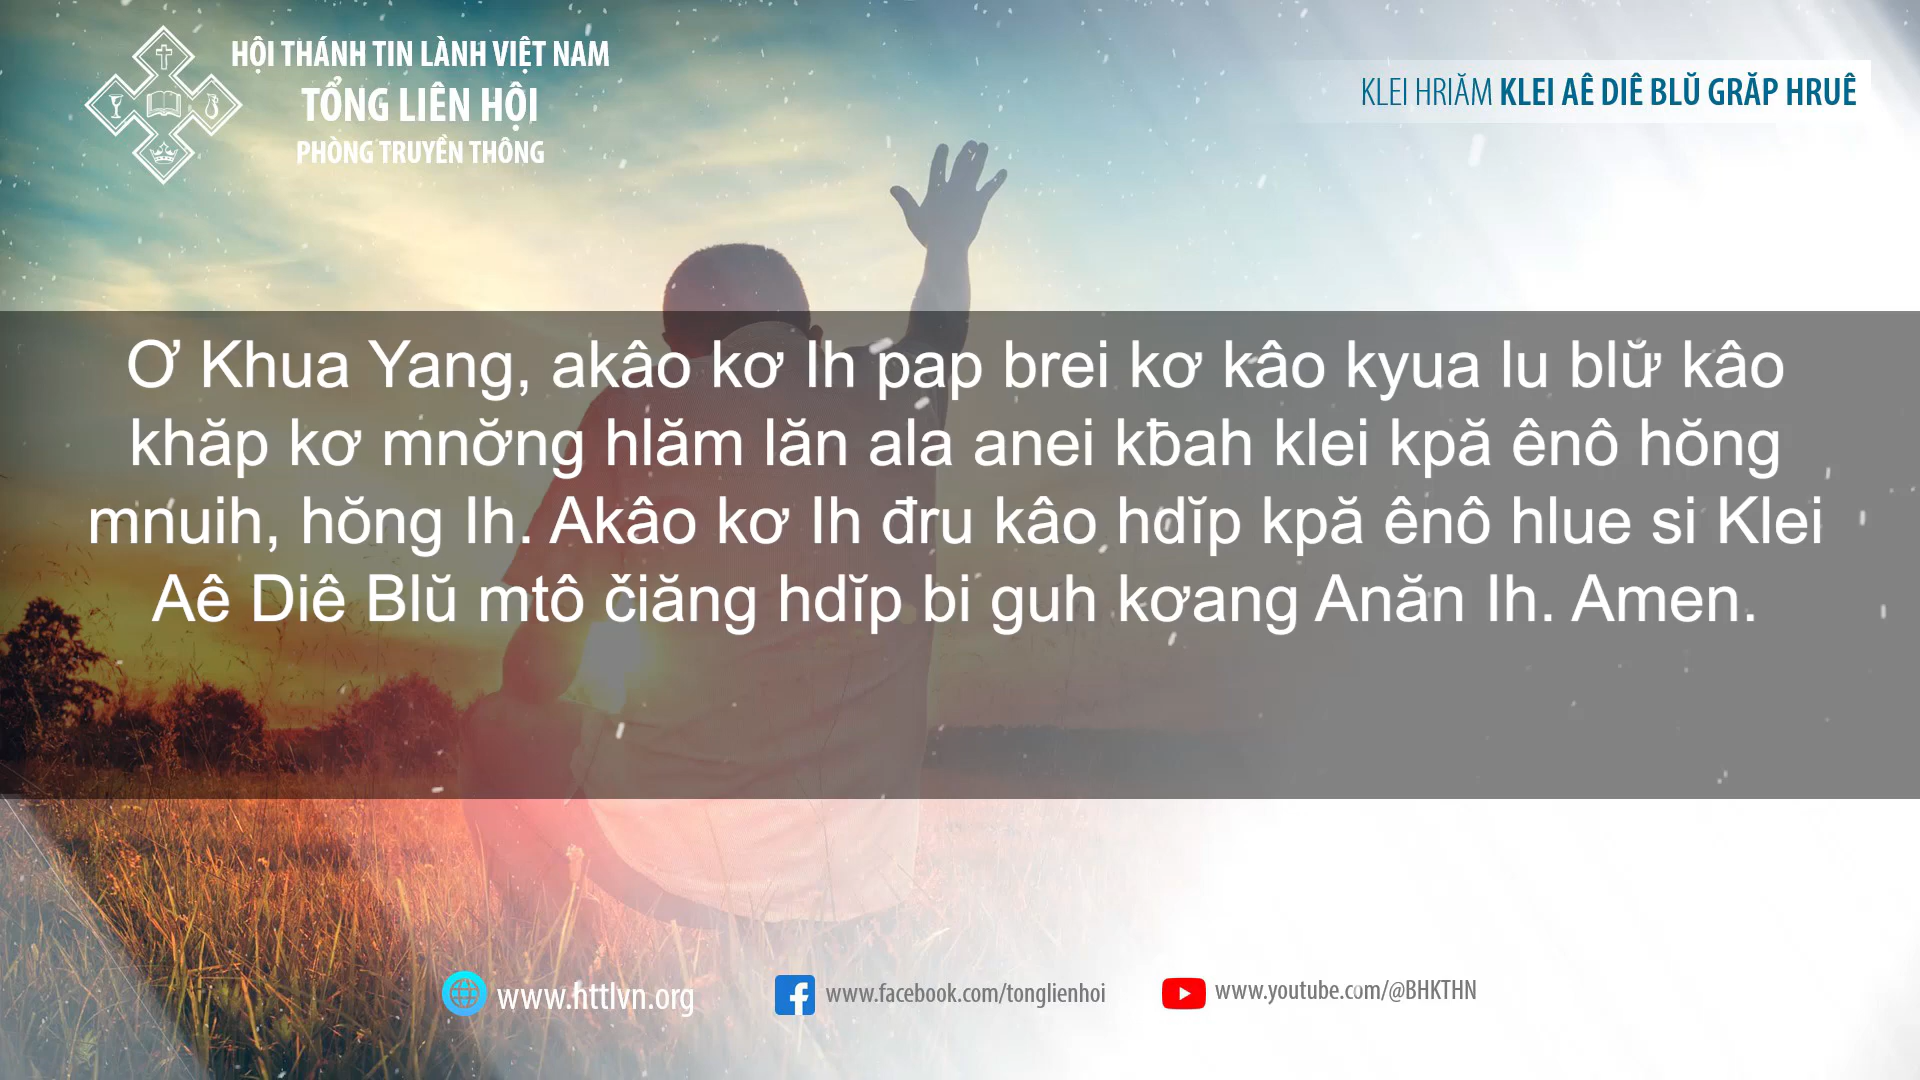 HỘI THÁNH TIN LÀNH VIỆT NAM
TỔNG LIÊN HỘI
PHÒNG TRUYỀN THÔNG
KLEI HRIĂM KLEI AÊ DIÊ BLŬ GRĂP HRUÊ
Ơ Khua Yang, akâo kơ Ih pap brei kơ kâo kyua lu blư̆ kâo
khăp kơ mnơ̆ng hlăm lăn ala anei kƀah klei kpă ênô hŏng
mnuih, hŏng Ih. Akâo kơ Ih đru kâo hdĭp kpă ênô hlue si Klei
Aê Diê Blŭ mtô čiăng hdĭp bi guh kơang Anăn Ih. Amen.
www.httlvn.org
www.facebook.com/tonglienhoi
www.youtube.com/@BHKTHN